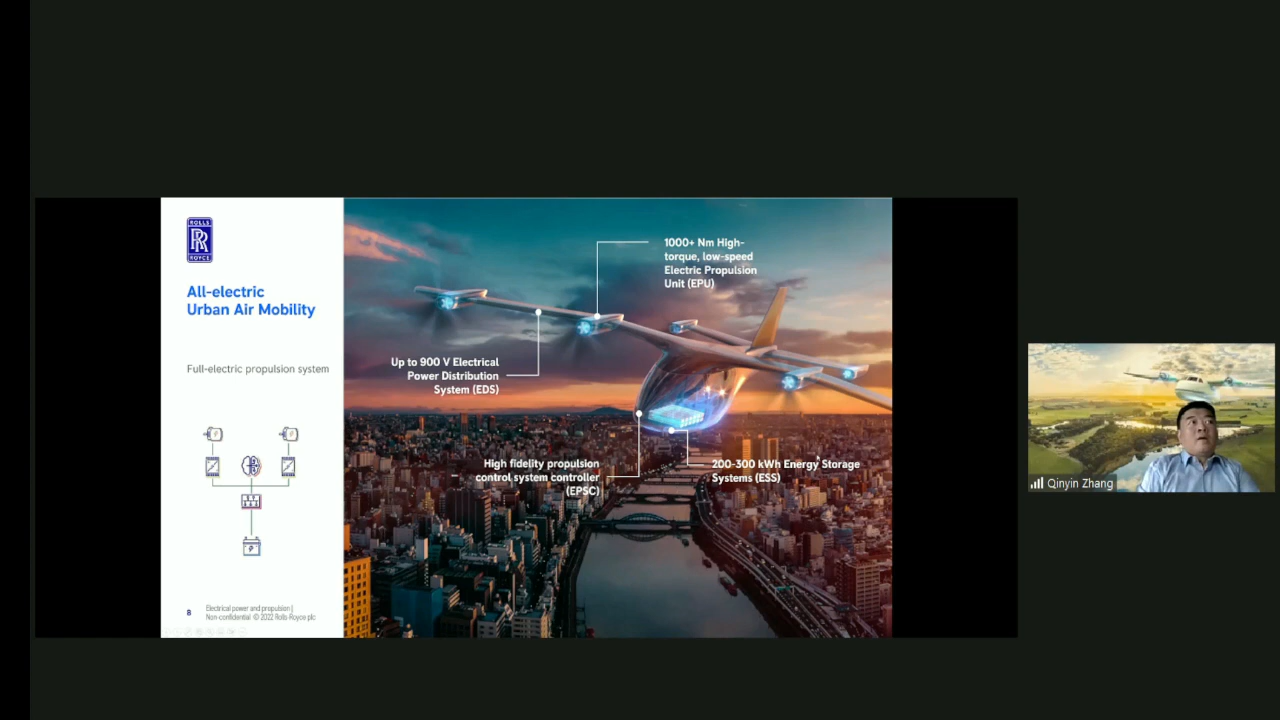 ROLLS
RR
ROYCE
All-electric
Urban Air Mobility
Full-electric propulsion system
8
Electrical power and propulsion |
Non-confidential © 2022 Rolls-Royce plc
1000+ Nm High-
torque, low-speed
Electric Propulsion
Unit (EPU)
Up to 900 V Electrical
Power Distribution
System (EDS)
High fidelity propulsion
control system controller
(EPSC)
200-300 kWh Energy Storage
Systems (ESS)
Qinyin Zhang